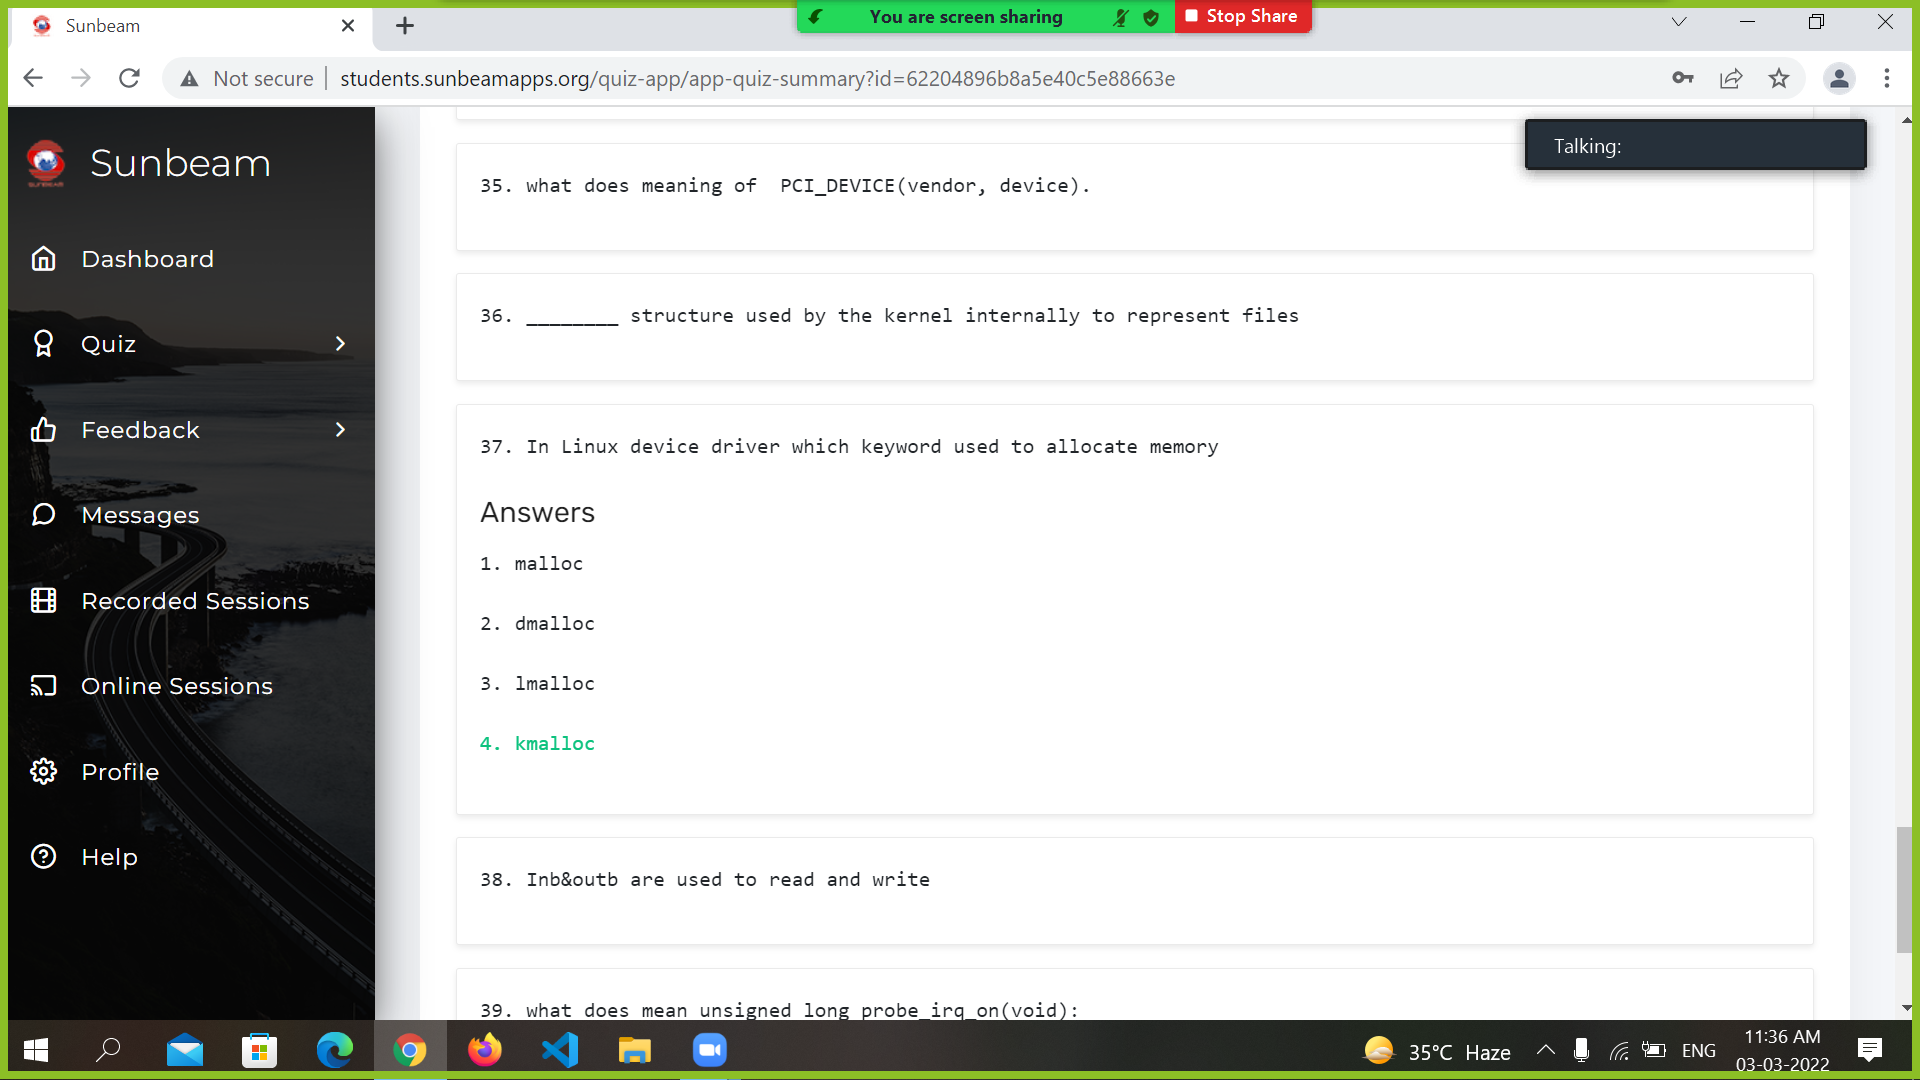 Sunbeam
You are screen sharing
Stop Share
Not secure
students.sunbeamapps.org/quiz-app/app-quiz-summary?id=62204896b8a5e40c5e88663e
Talking:
Sunbeam
Dashboard
Quiz
Feedback
Messages
Recorded Sessions
Online Sessions
Profile
Help
35. what does meaning of  PCI_DEVICE(vendor, device).
36. ________ structure used by the kernel internally to represent files
37. In Linux device driver which keyword used to allocate memory
Answers
1. malloc
2. dmalloc
3. lmalloc
4. kmalloc
38. Inb&outb are used to read and write
39. what does mean unsigned long probe_irq_on(void):
35°C Haze
ENG
11:36 AM
03-03-2022